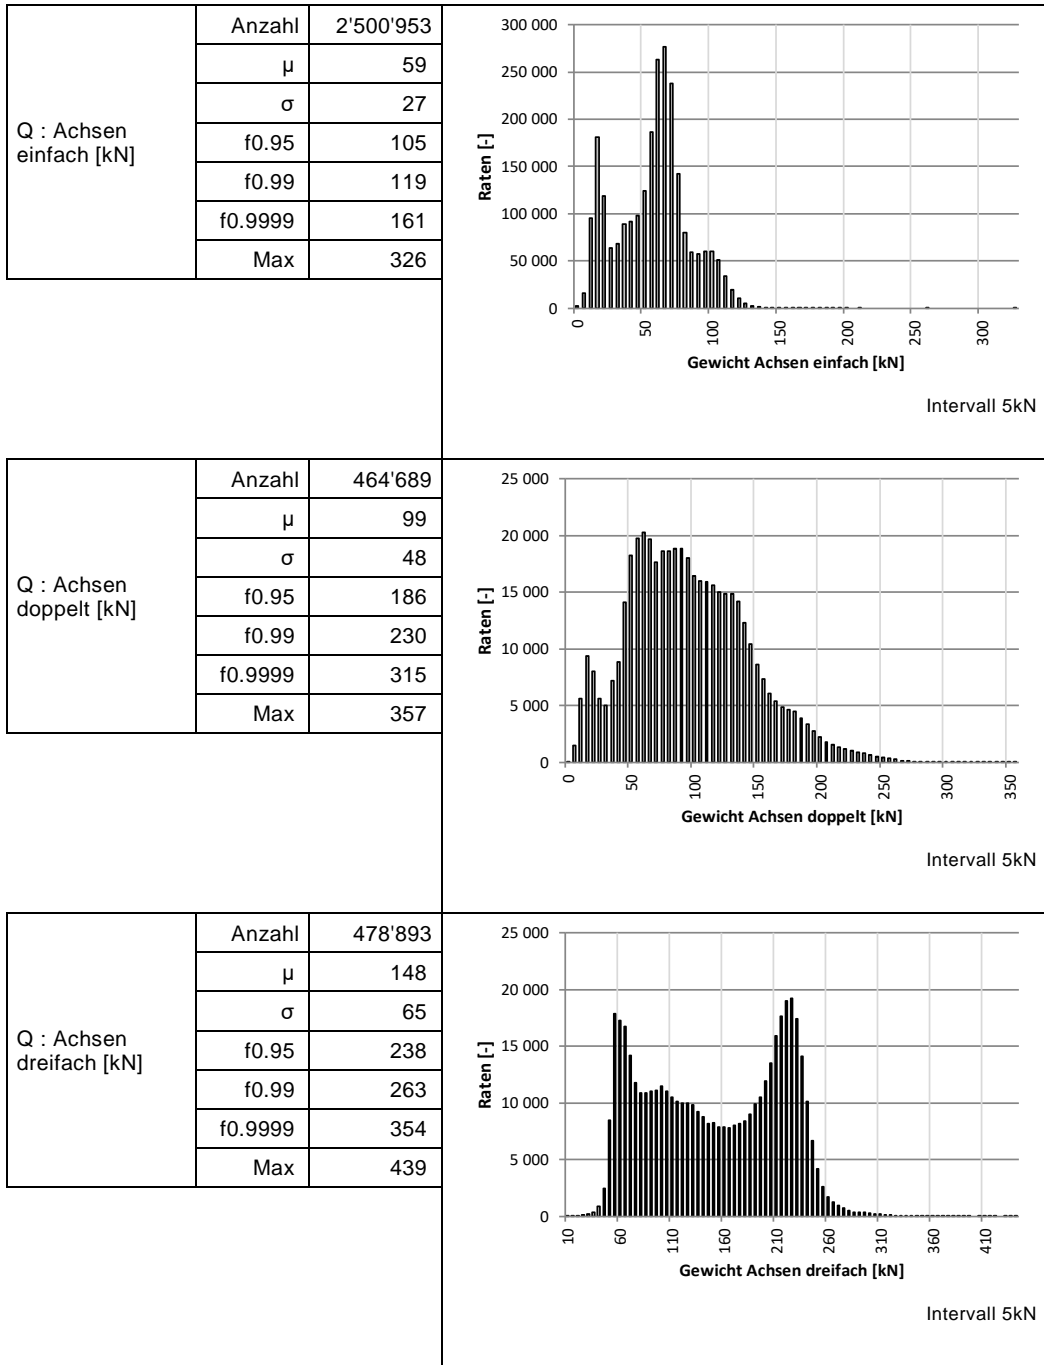 Q : Achsen
einfach [kN]
Anzahl 2'500'953
µ 59
σ 27
f0.95 105
f0.99 119
f0.9999 161
Max 326
300 000
250 000
200 000
150 000
100 000
50 000
0
Raten [-]
0 50 100 150 200 250 300
Gewicht Achsen einfach [kN]
Intervall 5kN
Q : Achsen
doppelt [kN]
Anzahl 464'689
µ 99
σ 48
f0.95 186
f0.99 230
f0.9999 315
Max 357
25 000
20 000
15 000
10 000
5 000
0
Raten [-]
0 50 100 150 200 250 300 350
Gewicht Achsen doppelt [kN]
Intervall 5kN
Q : Achsen
dreifach [kN]
Anzahl 478'893
µ 148
σ 65
f0.95 238
f0.99 263
f0.9999 354
Max 439
25 000
20 000
15 000
10 000
5 000
0
Raten [-]
10 60 110 160 210 260 310 360 410
Gewicht Achsen dreifach [kN]
Intervall 5kN